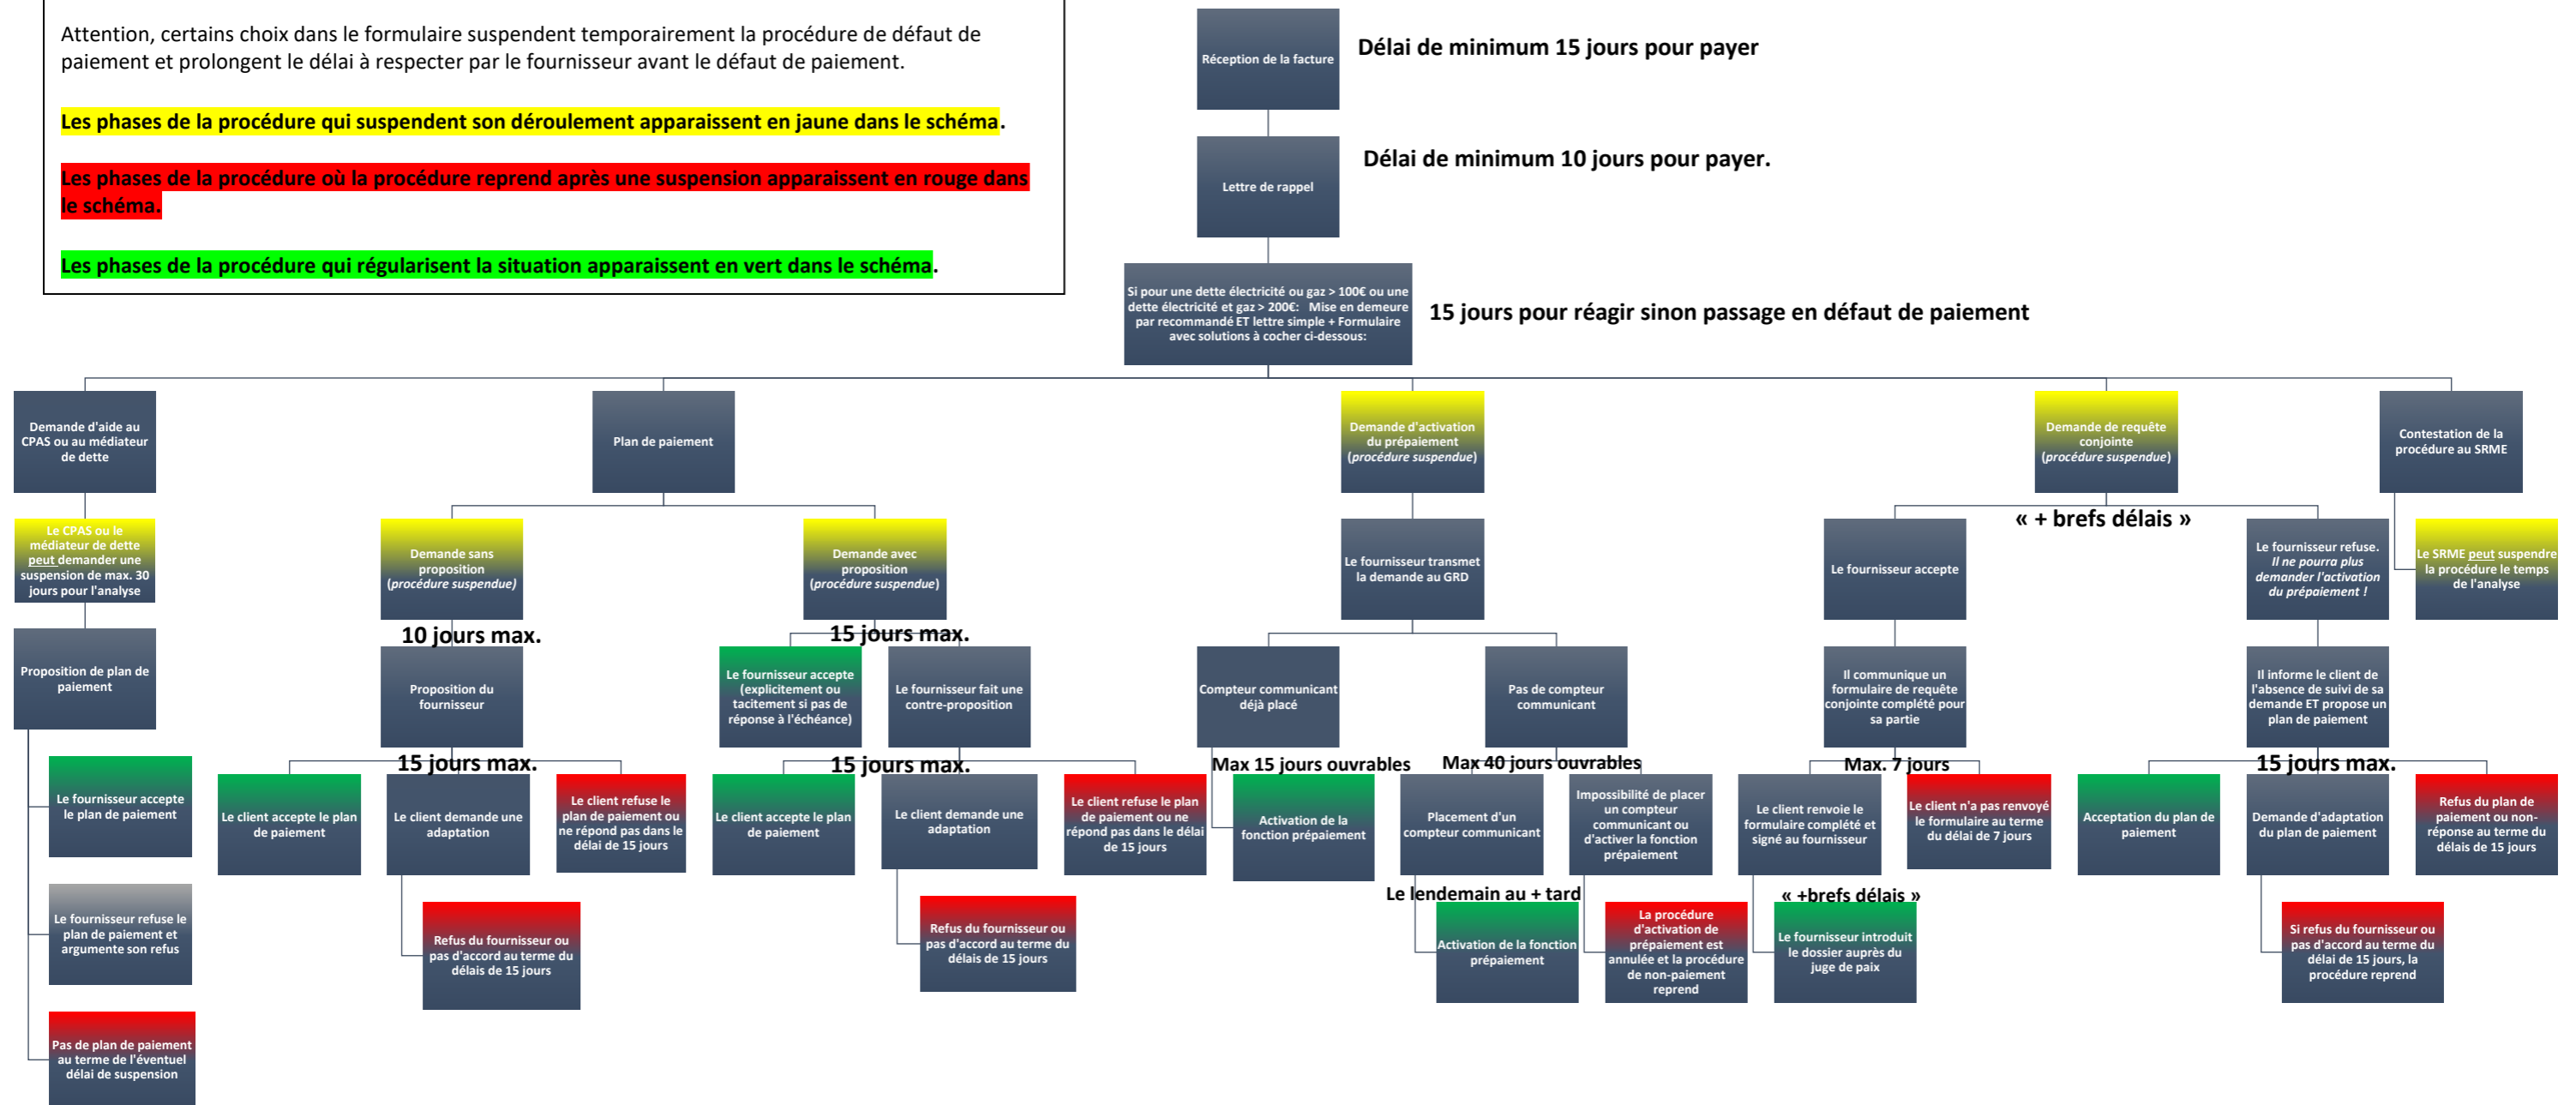 Attention, certains choix dans le formulaire suspendent temporairement la procédure de défaut de
paiement et prolongent le délai à respecter par le fournisseur avant le défaut de paiement.
Les phases de la procédure qui suspendent son déroulement apparaissent en jaune dans le schéma.
Les phases de la procédure où la procédure reprend après une suspension apparaissent en rouge dans
le schéma.
Les phases de la procédure qui régularisent la situation apparaissent en vert dans le schéma.
Réception de la facture
Délai de minimum 15 jours pour payer
Lettre de rappel
Délai de minimum 10 jours pour payer.
Si pour une dette électricité ou gaz > 100€ ou une
dette électricité et gaz > 200€: Mise en demeure
par recommandé ET lettre simple + Formulaire
avec solutions à cocher ci-dessous:
15 jours pour réagir sinon passage en défaut de paiement
Demande d'aide au
CPAS ou au médiateur
de dette
Le CPAS ou le
médiateur de dette
peut demander une
suspension de max. 30
jours pour l'analyse
Proposition de plan de
paiement
Le fournisseur accepte
le plan de paiement
Le fournisseur refuse le
plan de paiement et
argumente son refus
Pas de plan de paiement
au terme de l'éventuel
délai de suspension
Plan de paiement
Demande sans
proposition
(procédure suspendue)
10 jours max.
Proposition du
fournisseur
15 jours max.
Le client accepte le plan
de paiement
Le client demande une
adaptation
Le client refuse le
plan de paiement ou
ne répond pas dans le
délai de 15 jours
Refus du fournisseur ou
pas d'accord au terme du
délais de 15 jours
Demande avec
proposition
(procédure suspendue)
15 jours max.
Le fournisseur accepte
(explicitement ou
tacitement si pas de
réponse à l'échéance)
Le fournisseur fait une
contre-proposition
15 jours max.
Le client accepte le plan
de paiement
Le client demande une
adaptation
Le client refuse le plan
de paiement ou ne
répond pas dans le délai
de 15 jours
Refus du fournisseur ou
pas d'accord au terme du
délais de 15 jours
Demande d'activation
du prépaiement
(procédure suspendue)
Le fournisseur transmet
la demande au GRD
Compteur communicant
déjà placé
Max 15 jours ouvrables
Activation de la
fonction prépaiement
Pas de compteur
communicant
Max 40 jours ouvrables
Placement d'un
compteur communicant
Le lendemain au + tard
Activation de la fonction
prépaiement
Impossibilité de placer
un compteur
communicant ou
d'activer la fonction
prépaiement
La procédure
d'activation de
prépaiement est
annulée et la procédure
de non-paiement
reprend
Demande de requête
conjointe
(procédure suspendue)
« + brefs délais »
Le fournisseur accepte
Il communique un
formulaire de requête
conjointe complété pour
sa partie
Max. 7 jours
Le client renvoie le
formulaire complété et
signé au fournisseur
« +brefs délais »
Le fournisseur introduit
le dossier auprès du
juge de paix
Le client n'a pas renvoyé
le formulaire au terme
du délai de 7 jours
Le fournisseur refuse.
Il ne pourra plus
demander l'activation
du prépaiement !
Il informe le client de
l'absence de suivi de sa
demande ET propose un
plan de paiement
15 jours max.
Acceptation du plan de
paiement
Demande d'adaptation
du plan de paiement
Refus du plan de
paiement ou non-
réponse au terme du
délais de 15 jours
Si refus du fournisseur ou
pas d'accord au terme du
délai de 15 jours, la
procédure reprend
Contestation de la
procédure au SRME
Le SRME peut suspendre
la procédure le temps
de l'analyse